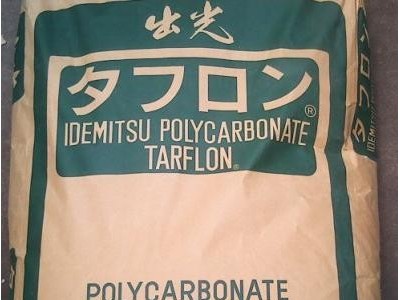 出光
タフロン®
IDEMITSU POLYCARBONATE
TARFLON®
POLYCARBONATE